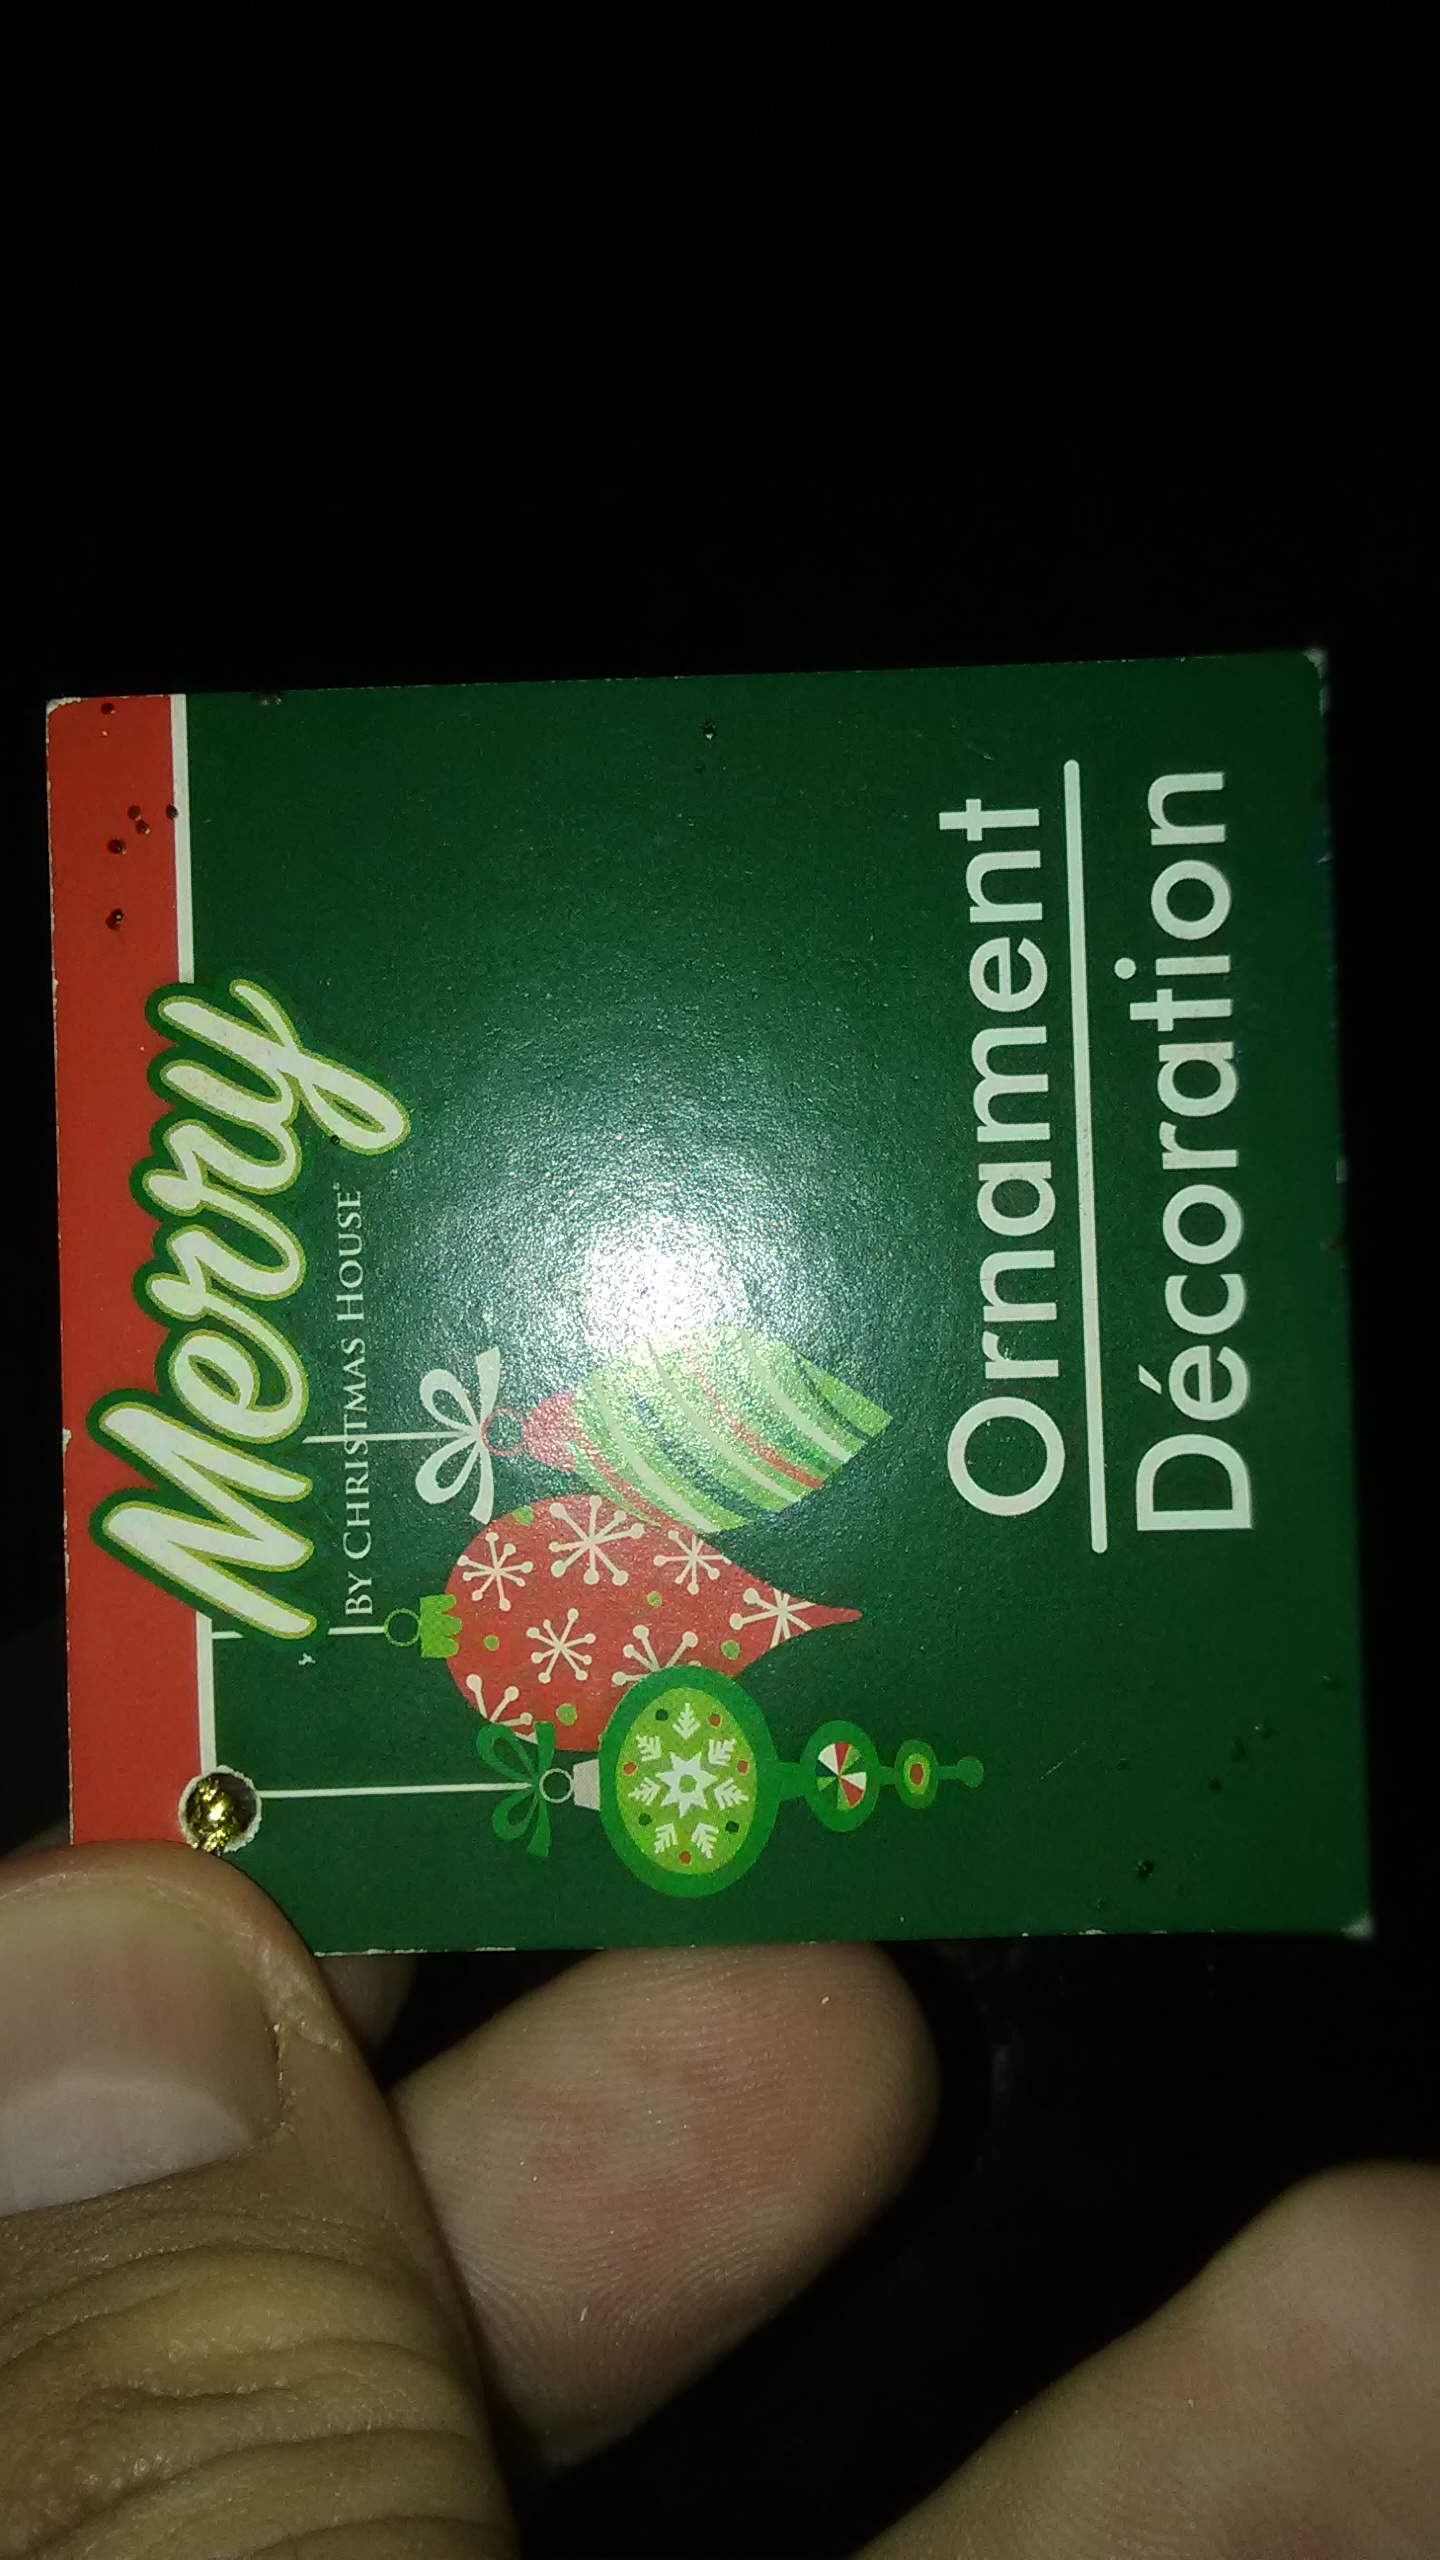 Merry
BY CHRISTMAS HOUSE®
Ornament
Décoration